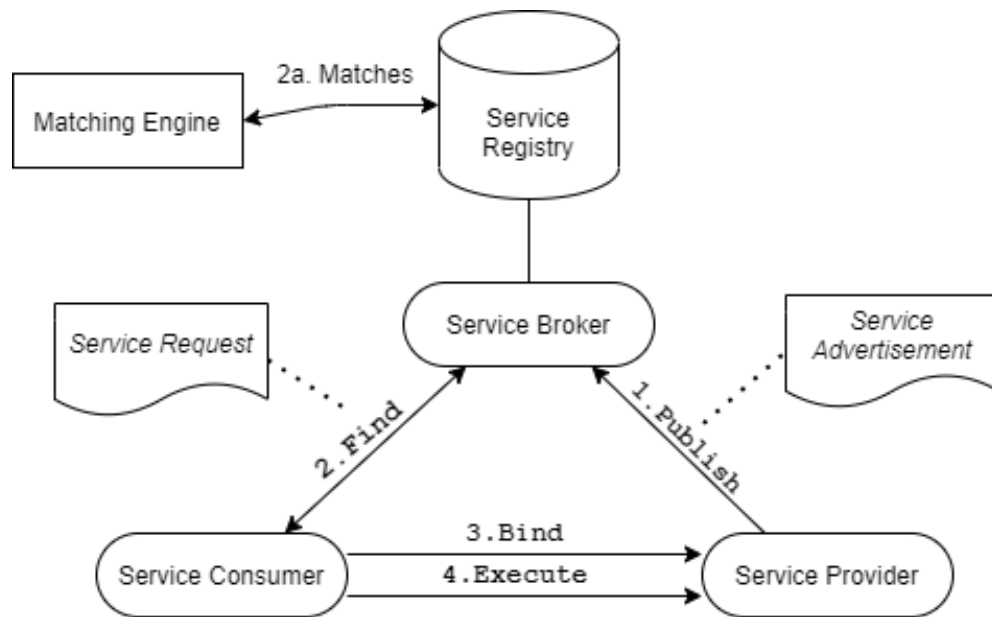 2a. Matches
Matching Engine
Service
Registry
Service Broker
Service Request
Service
Advertisement
2.Find
1.Publish
3.Bind
4.Execute
Service Consumer
Service Provider